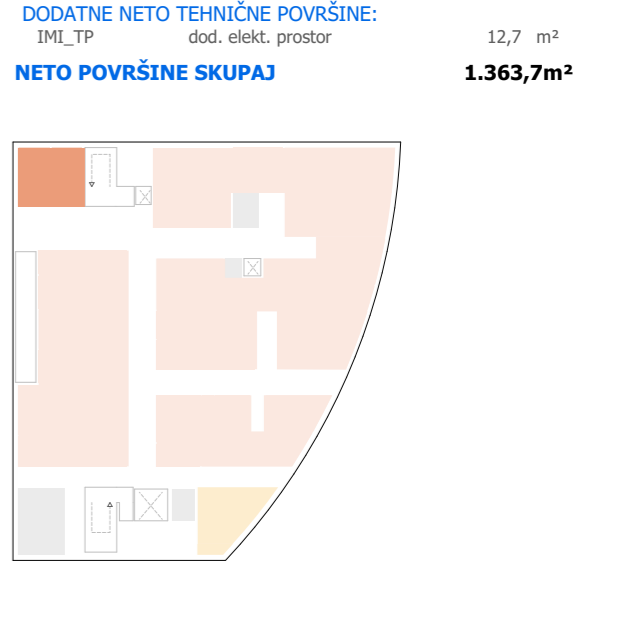 DODATNE NETO TEHNIČNE POVRŠINE:
IMI_TP dod. elekt. prostor 12,7 m²
NETO POVRŠINE SKUPAJ 1.363,7m²